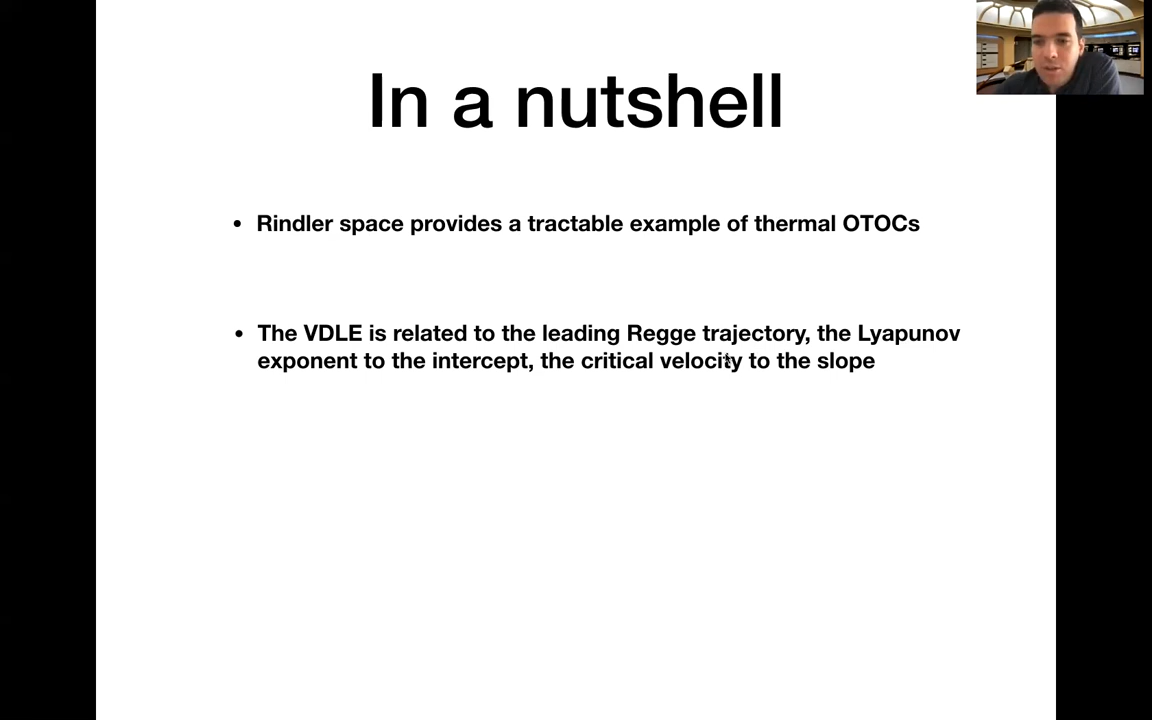 In a nutshell
• Rindler space provides a tractable example of thermal OTOCs
• The VDLE is related to the leading Regge trajectory, the Lyapunov
exponent to the intercept, the critical velocity to the slope